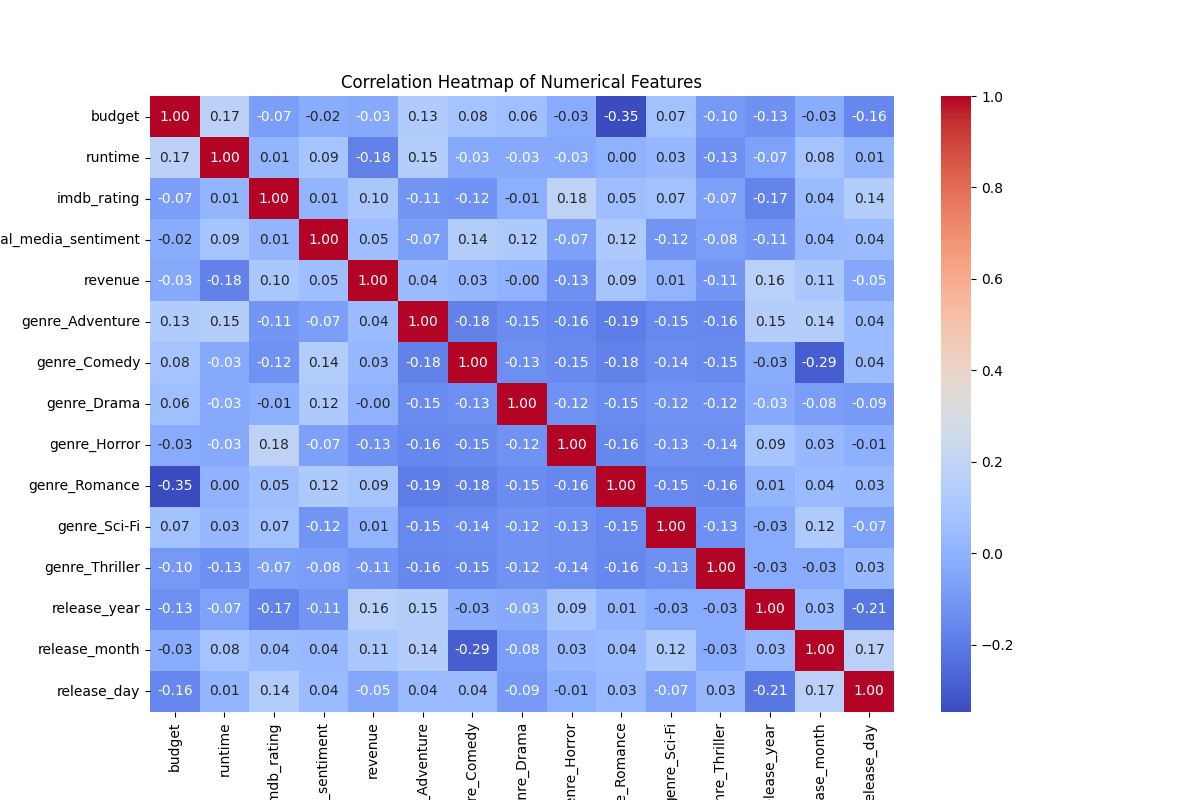 Correlation Heatmap of Numerical Features
budget 1.00 0.17 -0.07 -0.02 -0.03 0.13 0.08 0.06 -0.03 -0.35 0.07 -0.10 -0.13 -0.03 -0.16
runtime 0.17 1.00 0.01 0.09 -0.18 0.15 -0.03 -0.03 -0.03 0.00 0.03 -0.13 -0.07 0.08 0.01
imdb_rating -0.07 0.01 1.00 0.01 0.10 -0.11 -0.12 -0.01 0.18 0.05 0.07 -0.07 -0.17 0.04 0.14
al_media_sentiment -0.02 0.09 0.01 1.00 0.05 -0.07 0.14 0.12 -0.07 0.12 -0.12 -0.08 -0.11 0.04 0.04
revenue -0.03 -0.18 0.10 0.05 1.00 0.04 0.03 -0.00 -0.13 0.09 0.01 -0.11 0.16 0.11 -0.05
genre_Adventure 0.13 0.15 -0.11 -0.07 0.04 1.00 -0.18 -0.15 -0.16 -0.19 -0.15 -0.16 0.15 0.14 0.04
genre_Comedy 0.08 -0.03 -0.12 0.14 0.03 -0.18 1.00 -0.13 -0.15 -0.18 -0.14 -0.15 -0.03 -0.29 0.04
genre_Drama 0.06 -0.03 -0.01 0.12 -0.00 -0.15 -0.13 1.00 -0.12 -0.15 -0.12 -0.12 -0.03 -0.08 -0.09
genre_Horror -0.03 -0.03 0.18 -0.07 -0.13 -0.16 -0.15 -0.12 1.00 -0.16 -0.13 -0.14 0.09 0.03 -0.01
genre_Romance -0.35 0.00 0.05 0.12 0.09 -0.19 -0.18 -0.15 -0.16 1.00 -0.15 -0.16 0.01 0.04 0.03
genre_Sci-Fi 0.07 0.03 0.07 -0.12 0.01 -0.15 -0.14 -0.12 -0.13 -0.15 1.00 -0.13 -0.03 0.12 -0.07
genre_Thriller -0.10 -0.13 -0.07 -0.08 -0.11 -0.16 -0.15 -0.12 -0.14 -0.16 -0.13 1.00 -0.03 -0.03 0.03
release_year -0.13 -0.07 -0.17 -0.11 0.16 0.15 -0.03 -0.03 0.09 0.01 -0.03 -0.03 1.00 0.03 -0.21
release_month -0.03 0.08 0.04 0.04 0.11 0.14 -0.29 -0.08 0.03 0.04 0.12 -0.03 0.03 1.00 0.17
release_day -0.16 0.01 0.14 0.04 -0.05 0.04 0.04 -0.09 -0.01 0.03 -0.07 0.03 -0.21 0.17 1.00
budget
runtime
mdb_rating
_sentiment
revenue
_Adventure
re_Comedy
nre_Drama
enre_Horror
e_Romance
genre_Sci-Fi
nre_Thriller
lease_year
ase_month
elease_day
1.0
0.8
0.6
0.4
0.2
0.0
−0.2